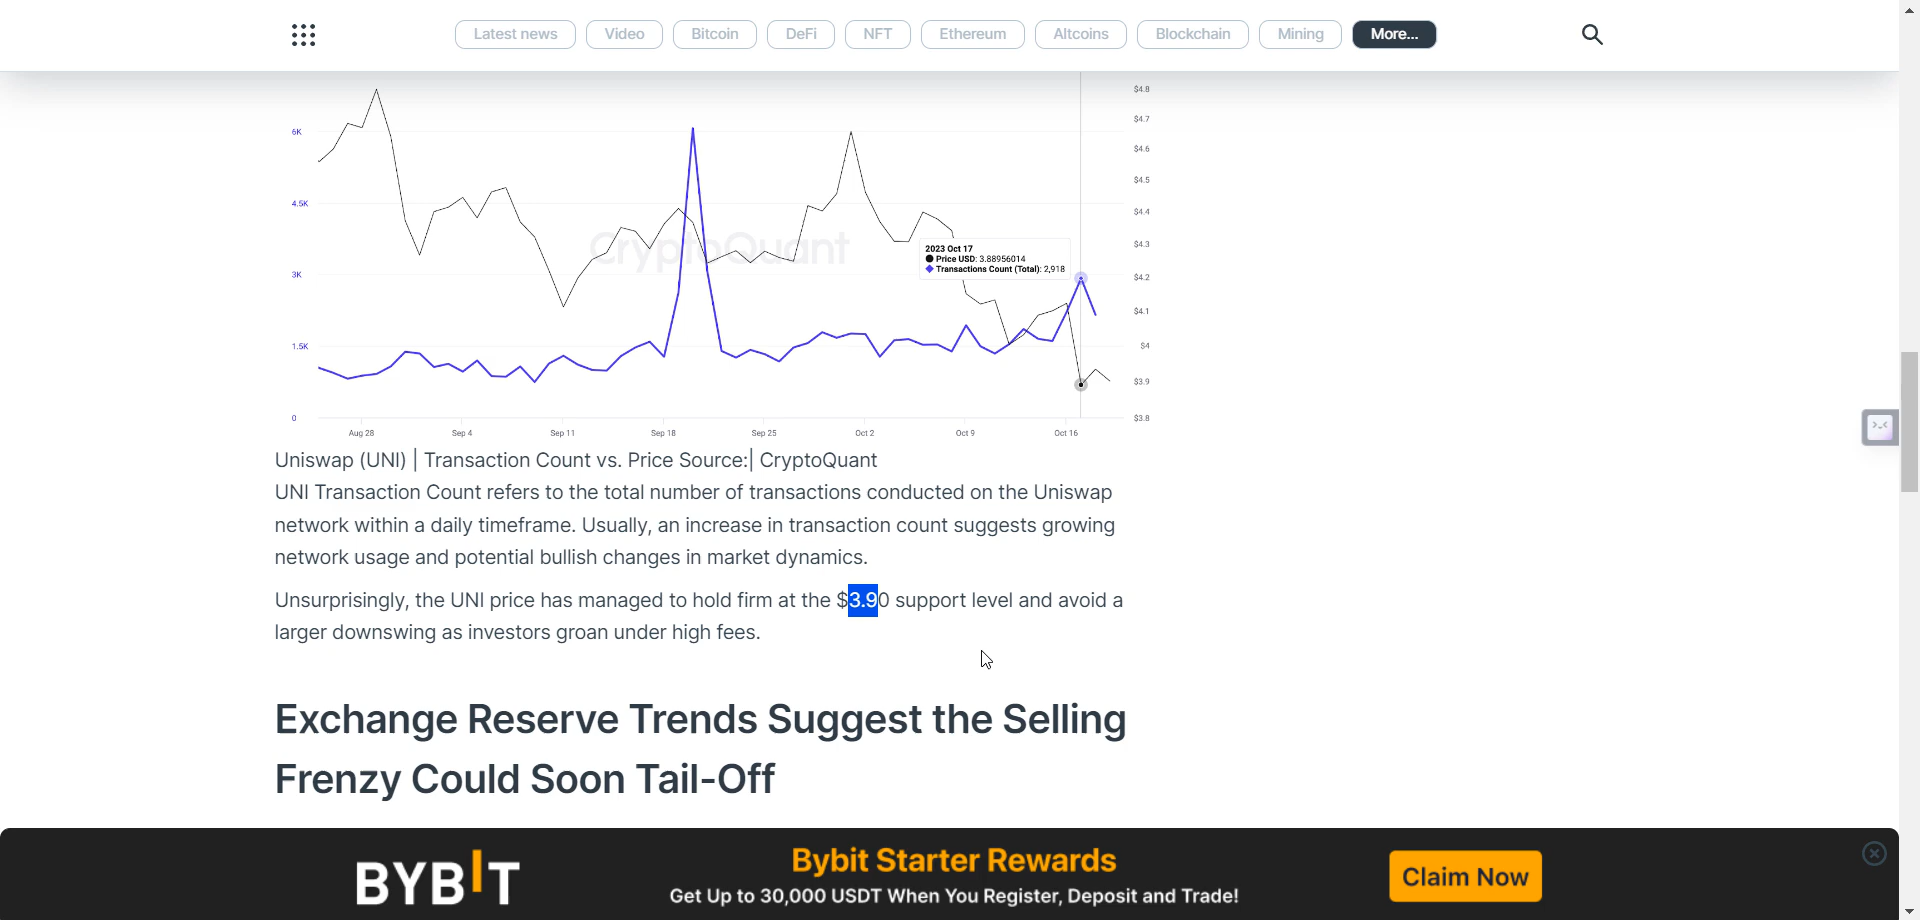 Latest news
Video
Bitcoin
DeFi
NFT
Ethereum
Altcoins
Blockchain
Mining
More...
$4.8
$4.7
6K
$4.6
$4.5
4.5K
$4.4
CryptoQuant
$4.3
2023 Oct 17
Price USD: 3.88956014
Transactions Count (Total): 2,918
3K
$4.2
$4.1
1.5K
$4
$3.9
0
$3.8
Aug 28
Sep 4
Sep 11
Sep 18
Sep 25
Oct 2
Oct 9
Oct 16
Uniswap (UNI) | Transaction Count vs. Price Source:| CryptoQuant
UNI Transaction Count refers to the total number of transactions conducted on the Uniswap
network within a daily timeframe. Usually, an increase in transaction count suggests growing
network usage and potential bullish changes in market dynamics.
Unsurprisingly, the UNI price has managed to hold firm at the $3.90 support level and avoid a
larger downswing as investors groan under high fees.
Exchange Reserve Trends Suggest the Selling
Frenzy Could Soon Tail-Off
BYBIT
Bybit Starter Rewards
Get Up to 30,000 USDT When You Register, Deposit and Trade!
Claim Now